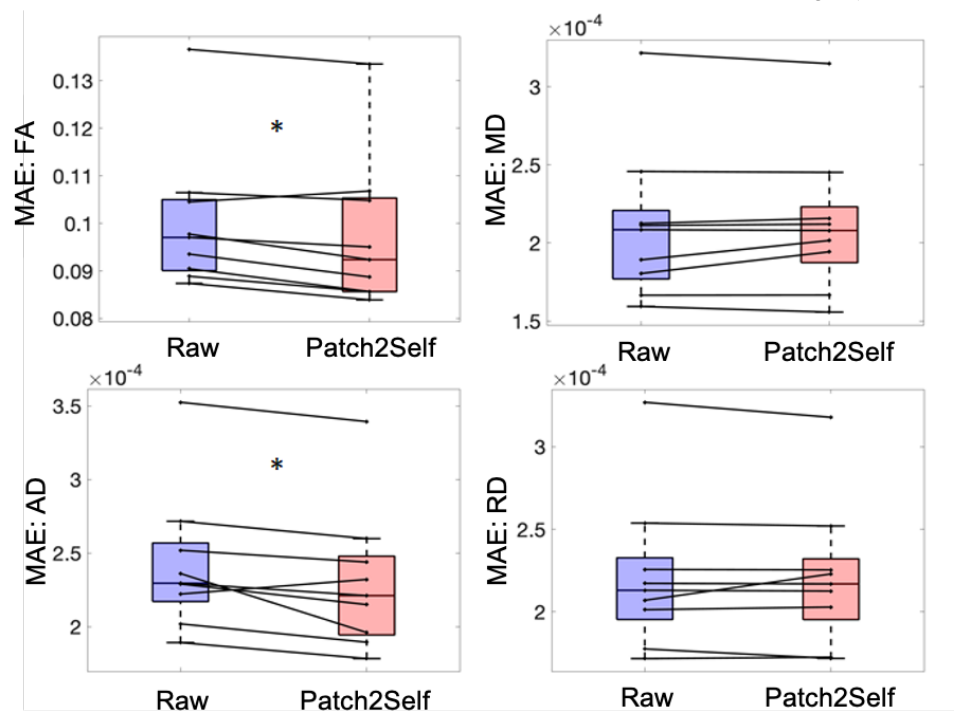 MAE: FA
0.13
0.12
0.11
0.1
0.09
0.08
*
Raw Patch2Self
×10⁻⁴
MAE: MD
3
2.5
2
1.5
Raw Patch2Self
×10⁻⁴
MAE: AD
3.5
3
2.5
2
*
Raw Patch2Self
×10⁻⁴
MAE: RD
3
2.5
2
Raw Patch2Self